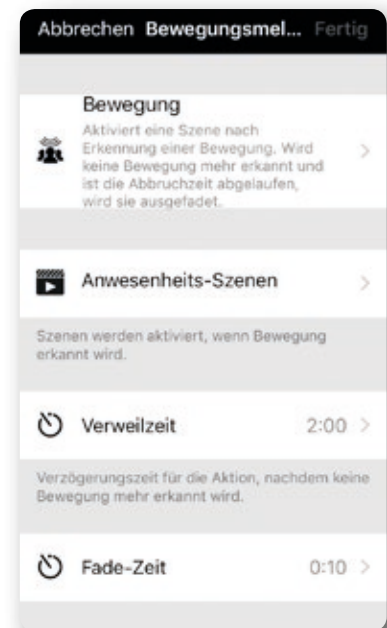 Abbrechen Bewegungsmel... Fertig
Bewegung
Aktiviert eine Szene nach
Erkennung einer Bewegung. Wird
keine Bewegung mehr erkannt und
ist die Abbruchzeit abgelaufen,
wird sie ausgefadet.
Anwesenheits-Szenen
Szenen werden aktiviert, wenn Bewegung
erkannt wird.
Verweilzeit 2:00
Verzögerungszeit für die Aktion, nachdem keine
Bewegung mehr erkannt wird.
Fade-Zeit 0:10